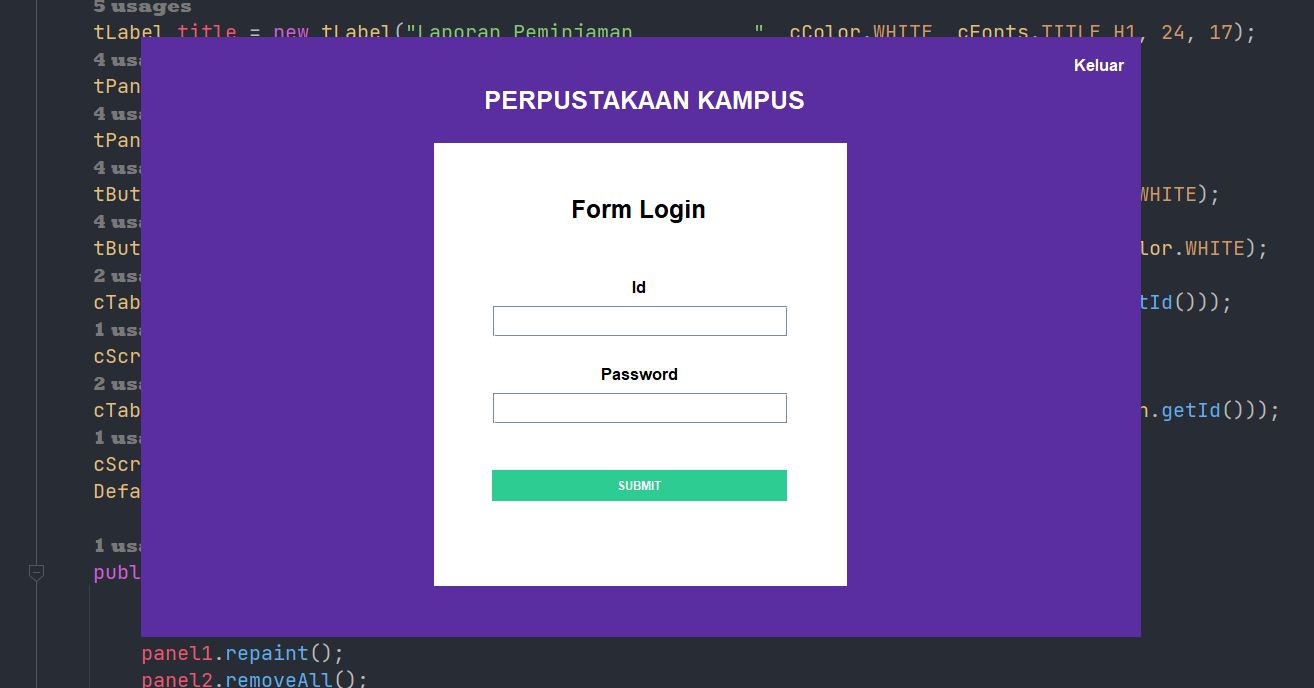 5 usages
tLabel title = new tLabel("Laporan Peminjaman          ", cColor.WHITE, cFonts.TITLE_H1, 24, 17);
4 usa
Keluar
tPan
PERPUSTAKAAN KAMPUS
4 usa
tPan
4 usa
tBut WHITE);
Form Login
4 usa
tBut lor.WHITE);
2 usa
Id
cTab tId()));
1 usa
cScr
Password
2 usa
cTab n.getId()));
1 usa
cScr
SUBMIT
Defa
1 usa
publ
panel1.repaint();
panel2.removeAll();